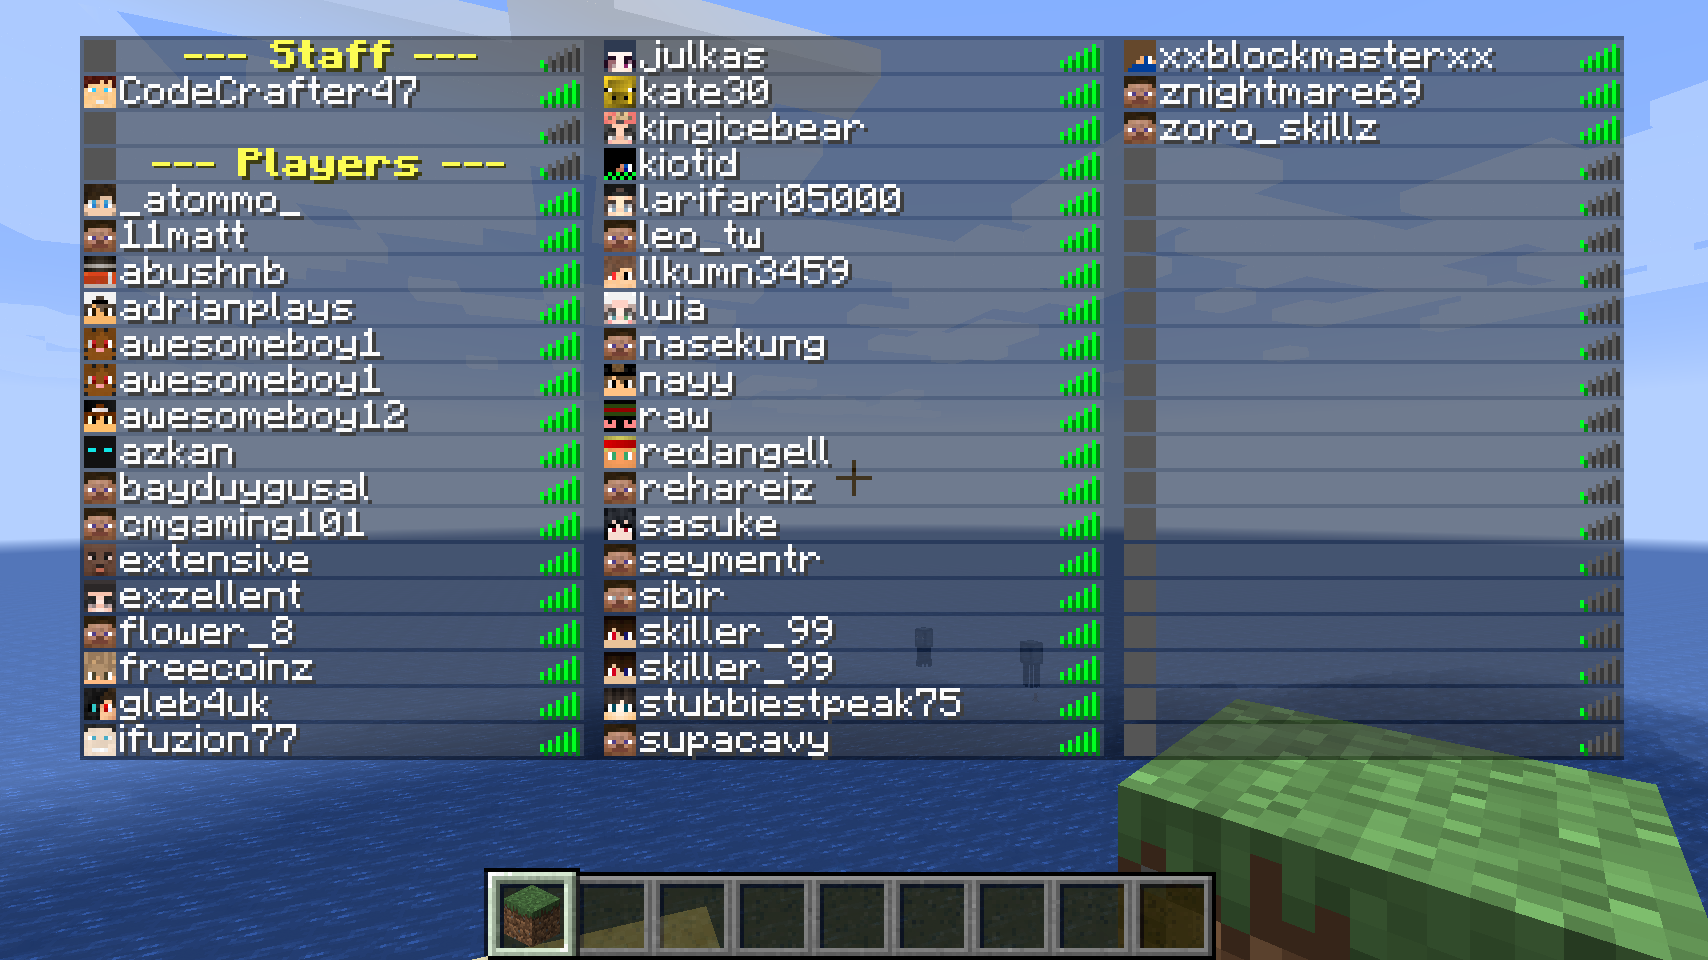 --- Staff ---
CodeCrafter47
--- Players ---
_atommo_
11matt
abushnb
adrianplays
awesomeboy1
awesomeboy1
awesomeboy12
azkan
bayduygusal
cmgaming101
extensive
exzellent
flower_8
freecoinz
gleb4uk
ifuzion77
julkas
kate30
kingicebear
kiotid
larifari05000
leo_tw
llkumn3459
luia
nasekung
nayy
raw
redangell
rehareiz
sasuke
seymentr
sibir
skiller_99
skiller_99
stubbiestpeak75
supacavy
xxblockmasterxx
znightmare69
zoro_skillz